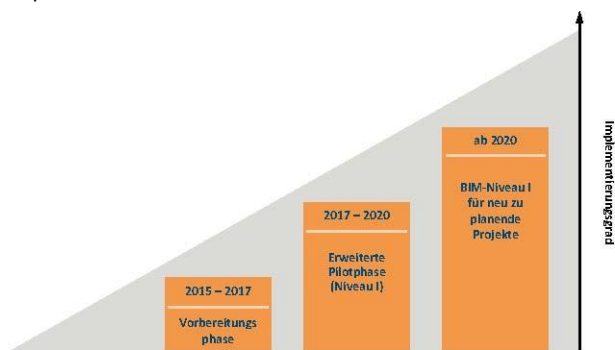 ab 2020
BIM-Niveau I
für neu zu
planende
Projekte
2017 – 2020
Erweiterte
Pilotphase
(Niveau I)
2015 – 2017
Vorbereitungs
phase
Implementierungsgrad